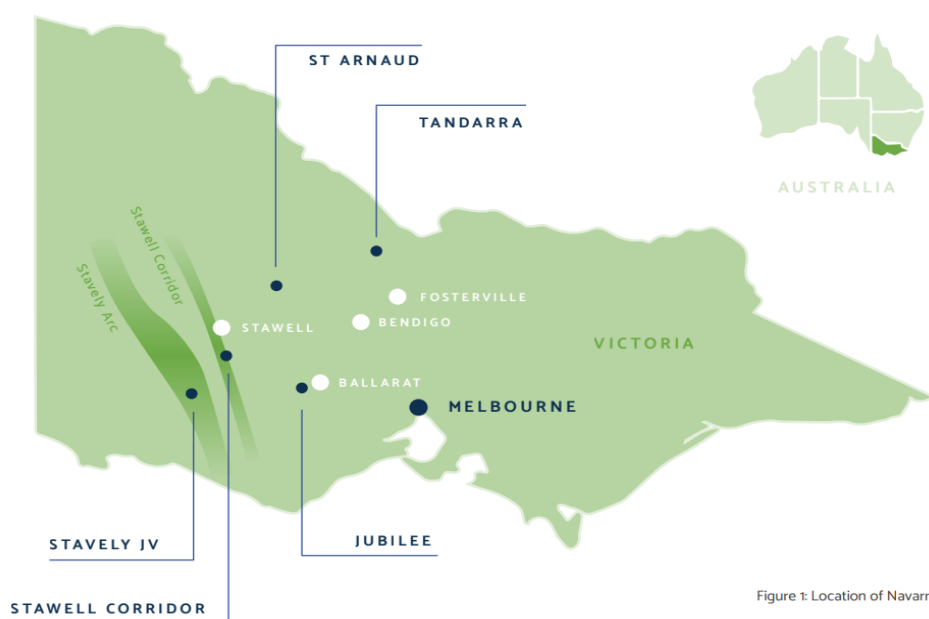 ST ARNAUD
TANDARRA
AUSTRALIA
Stawell Corridor
Stavely Arc
FOSTERVILLE
STAWELL
BENDIGO
VICTORIA
BALLARAT
MELBOURNE
STAVELY JV
JUBILEE
STAWELL CORRIDOR
Figure 1: Location of Navarr